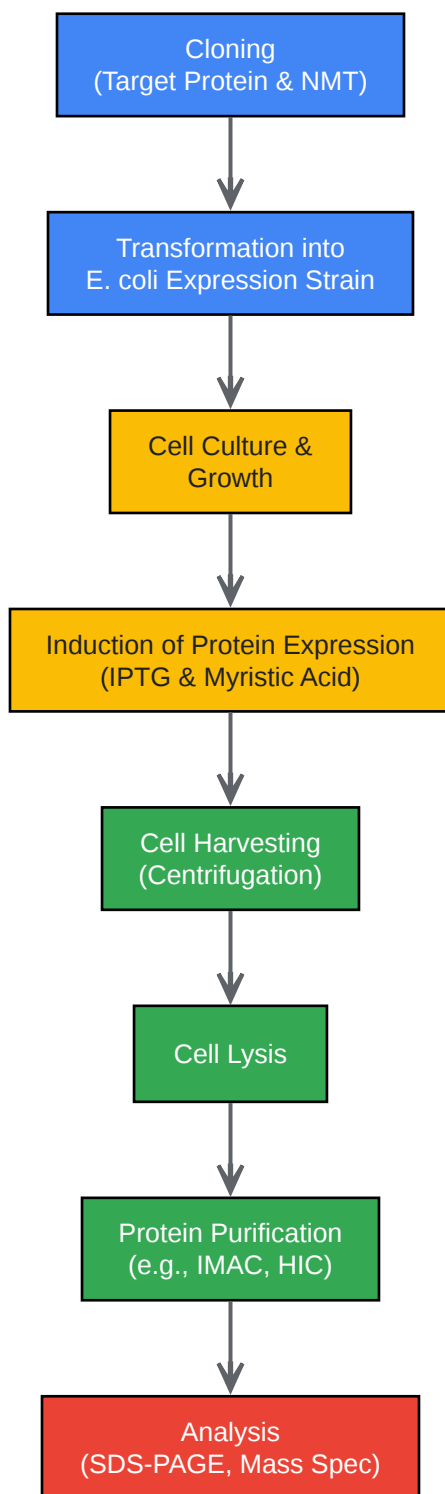 Cloning
(Target Protein & NMT)
Transformation into
E. coli Expression Strain
Cell Culture &
Growth
Induction of Protein Expression
(IPTG & Myristic Acid)
Cell Harvesting
(Centrifugation)
Cell Lysis
Protein Purification
(e.g., IMAC, HIC)
Analysis
(SDS-PAGE, Mass Spec)